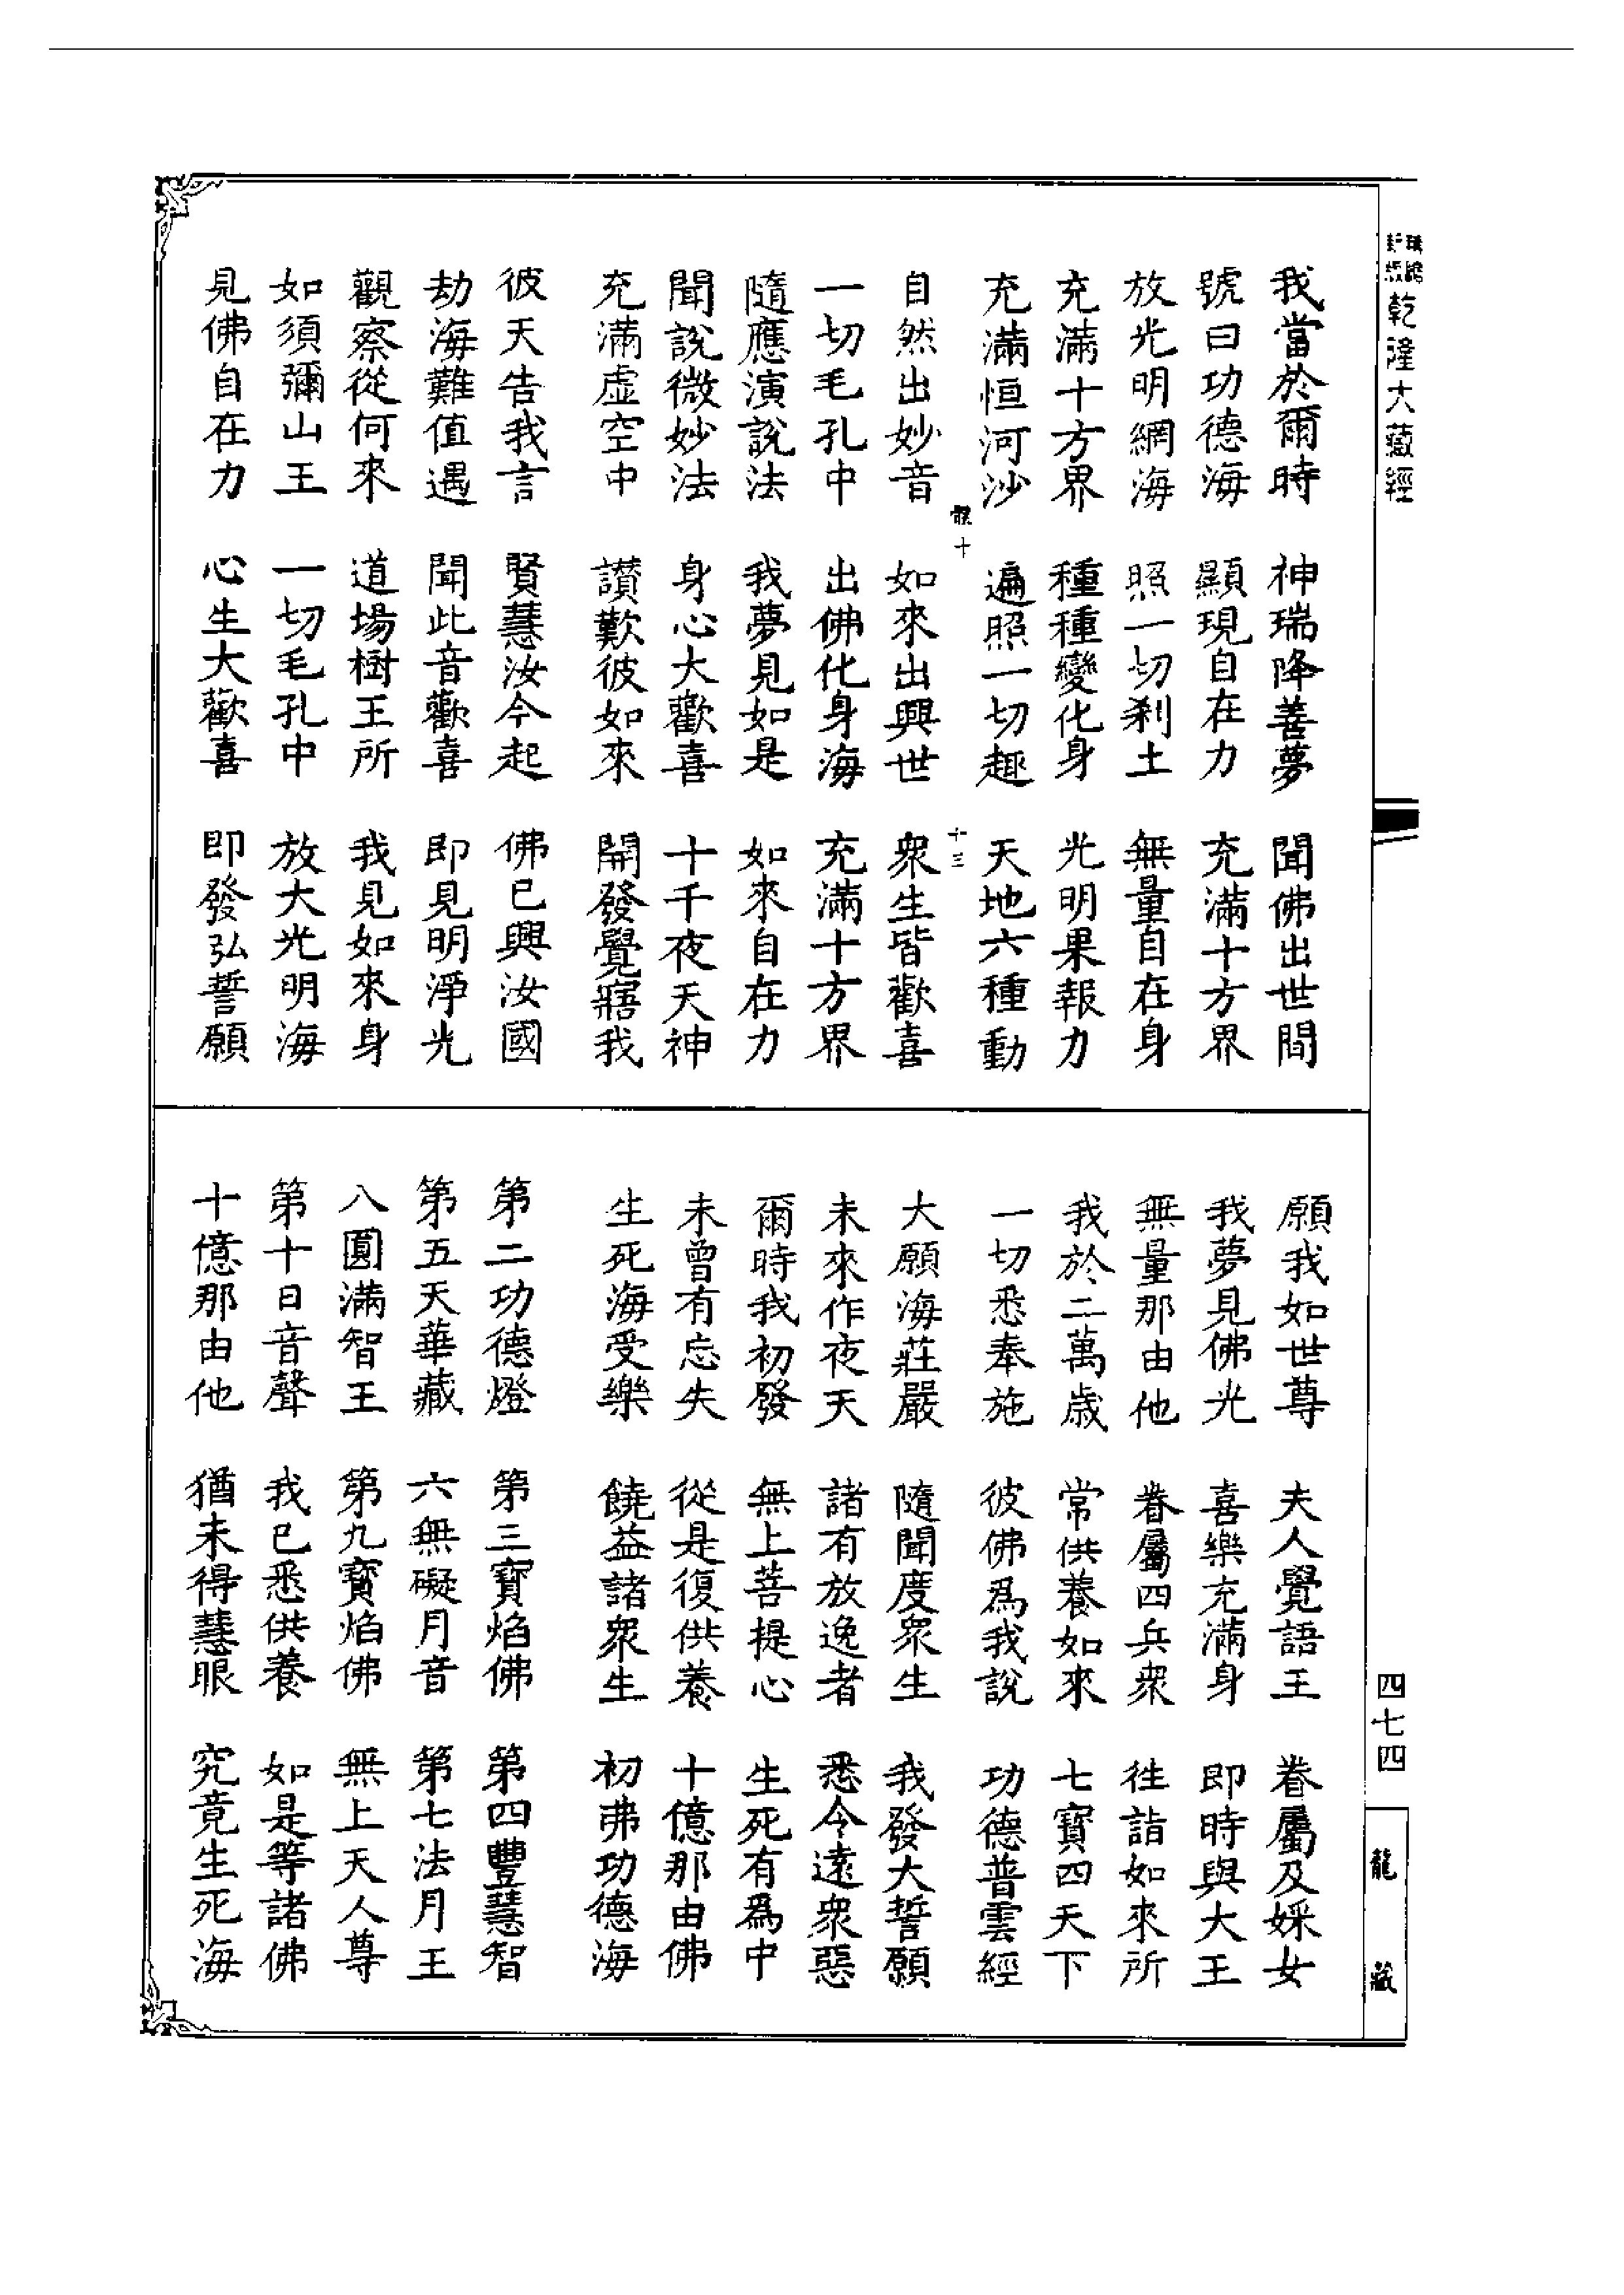 乾隆大藏經
我當於爾時 神瑞降善夢 聞佛出世間
號曰功德海 顯現自在力 充滿十方界
放光明網海 照一切刹土 無量自在身
充滿十方界 種種變化身 光明果報力
充滿恒河沙 遍照一切趣 天地六種動
十 十三
自然出妙音 如來出興世 衆生皆歡喜
一切毛孔中 出佛化身海 充滿十方界
隨應演說法 我夢見如是 如來自在力
聞說微妙法 身心大歡喜 十千夜天神
充滿虛空中 讃歎彼如來 開發覺寤我
彼天告我言 賢慧汝今起 佛已興汝國
劫海難值遇 聞此音歡喜 即見明淨光
觀察從何來 道場樹王所 我見如來身
如須彌山王 一切毛孔中 放大光明海
見佛自在力 心生大歡喜 即發弘誓願
願我如世尊 夫人覺語王 眷屬及婇女
我夢見佛光 喜樂充滿身 即時與大王
無量那由他 眷屬四兵衆 往詣如來所
我於二萬歲 常供養如來 七寶四天下
一切悉奉施 彼佛爲我說 功德普雲經
大願海莊嚴 隨聞度衆生 我發大誓願
未來作夜天 諸有放逸者 悉令遠衆惡
爾時我初發 無上菩提心 生死有爲中
未曾有忘失 從是復供養 十億那由佛
生死海受樂 饒益諸衆生 初弗功德海
第二功德燈 第三寶焰佛 第四豐慧智
第五天華藏 六無礙月音 第七法月王
八圓滿智王 第九寶焰佛 無上天人尊
第十日音聲 我已悉供養 如是等諸佛
十億那由他 猶未得慧眼 究竟生死海
四七四
龍藏